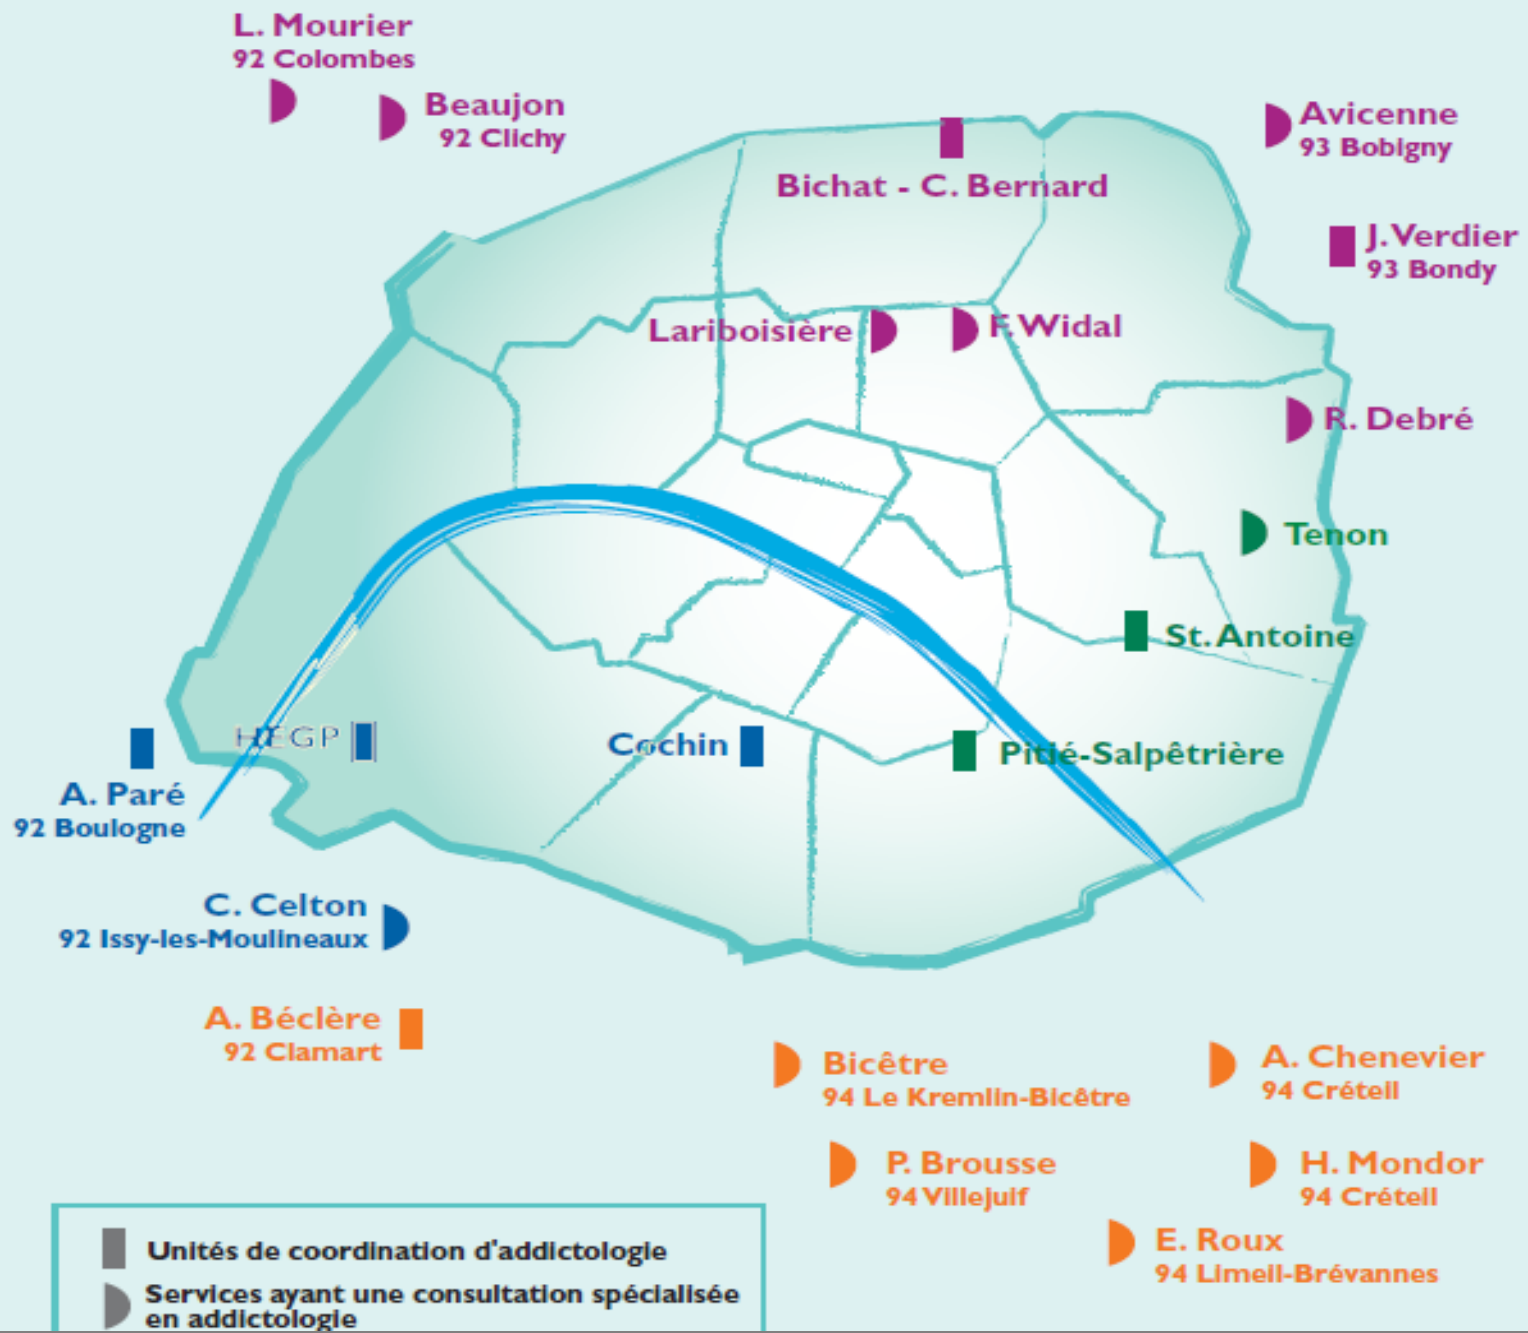 L. Mourier
92 Colombes
Beaujon
92 Clichy
Avicenne
93 Bobigny
Bichat - C. Bernard
J. Verdier
93 Bondy
Lariboisière
F. Widal
R. Debré
Tenon
St. Antoine
HEGP
Cochin
Pitié-Salpêtrière
A. Paré
92 Boulogne
C. Celton
92 Issy-les-Moulineaux
A. Béclère
92 Clamart
Bicêtre
94 Le Kremlin-Bicêtre
A. Chenevier
94 Créteil
P. Brousse
94 Villejuif
H. Mondor
94 Créteil
E. Roux
94 Limeil-Brévannes
Unités de coordination d'addictologie
Services ayant une consultation spécialisée
en addictologie